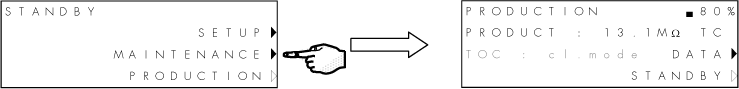 STANDBY
SETUP
MAINTENANCE
PRODUCTION
PRODUCTION 80%
PRODUCT : 13.1MΩ TC
TOC : cl.mode DATA
STANDBY